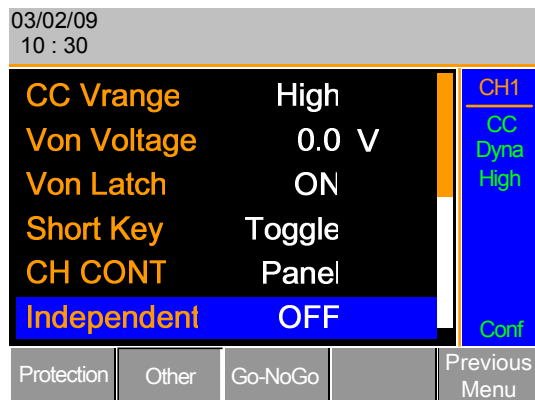 03/02/09
10 : 30
CC Vrange High
Von Voltage 0.0 V
Von Latch ON
Short Key Toggle
CH CONT Panel
Independent OFF
CH1
CC
Dyna
High
Conf
Protection Other Go-NoGo Previous Menu